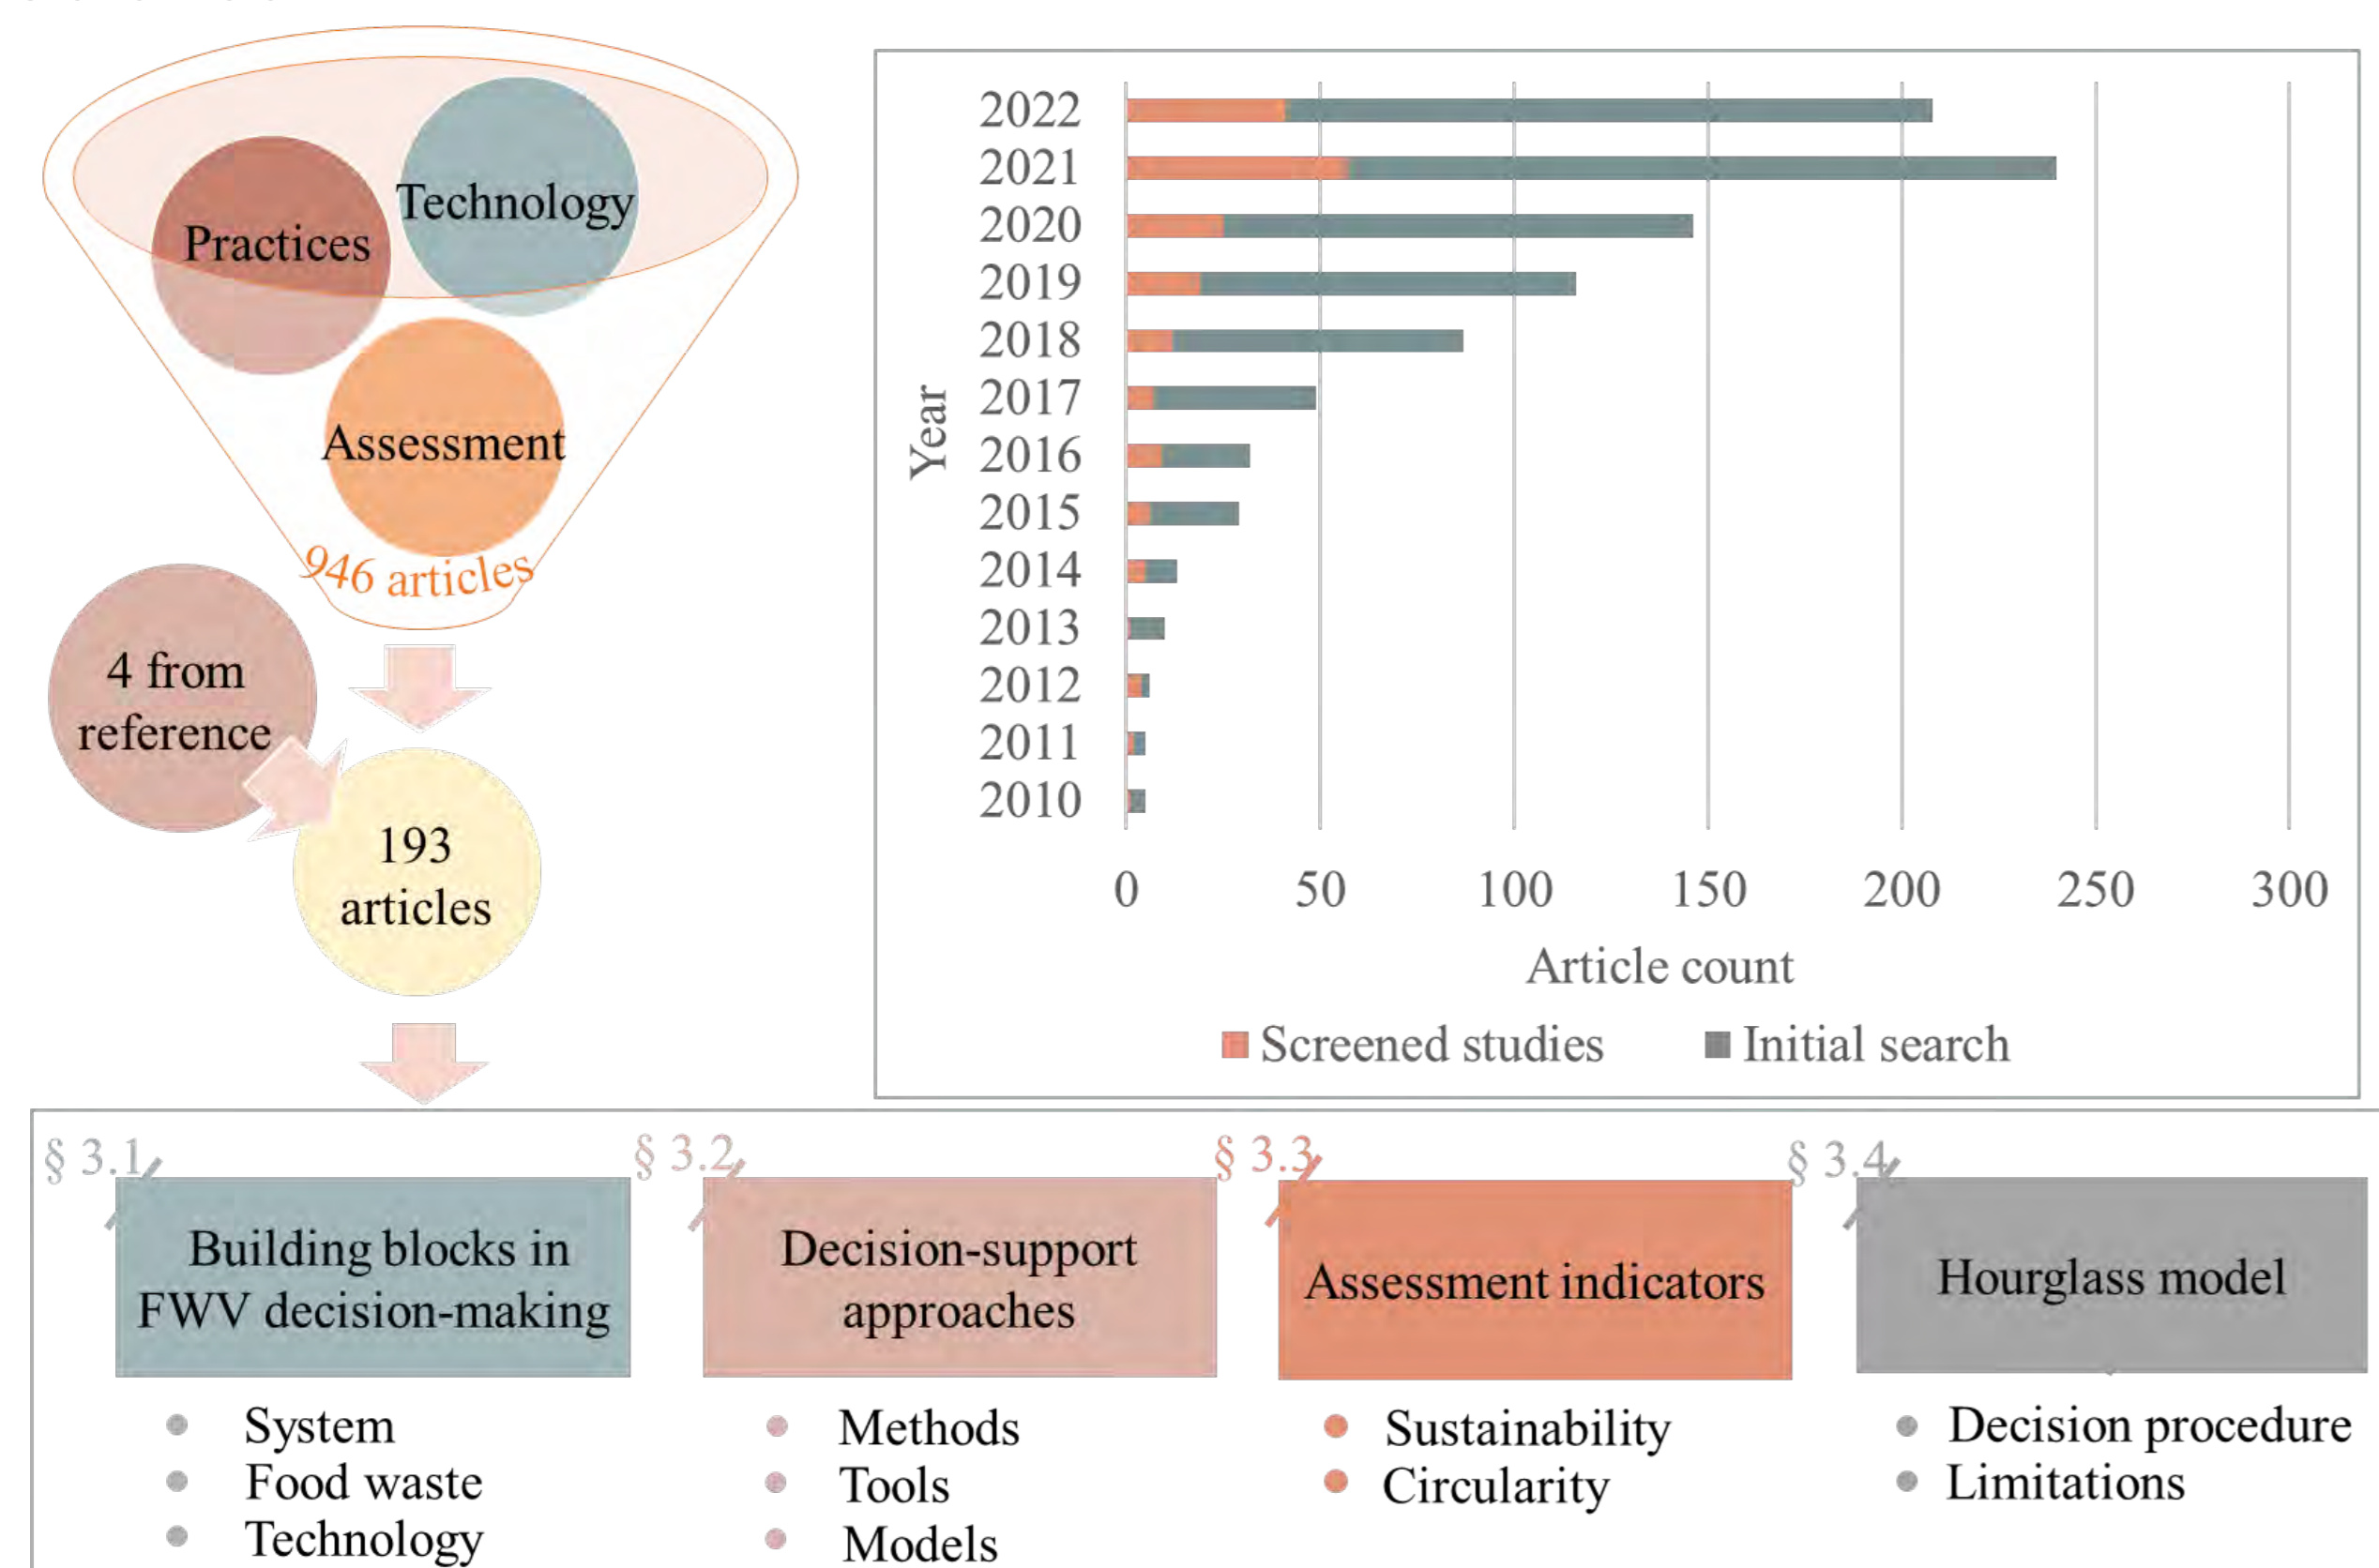 Practices
Technology
Assessment
946 articles
4 from
reference
193
articles
Year
2022
2021
2020
2019
2018
2017
2016
2015
2014
2013
2012
2011
2010
0 50 100 150 200 250 300
Article count
Screened studies Initial search
§ 3.1
Building blocks in
FWV decision-making
System
Food waste
Technology
§ 3.2
Decision-support
approaches
Methods
Tools
Models
§ 3.3
Assessment indicators
Sustainability
Circularity
§ 3.4
Hourglass model
Decision procedure
Limitations